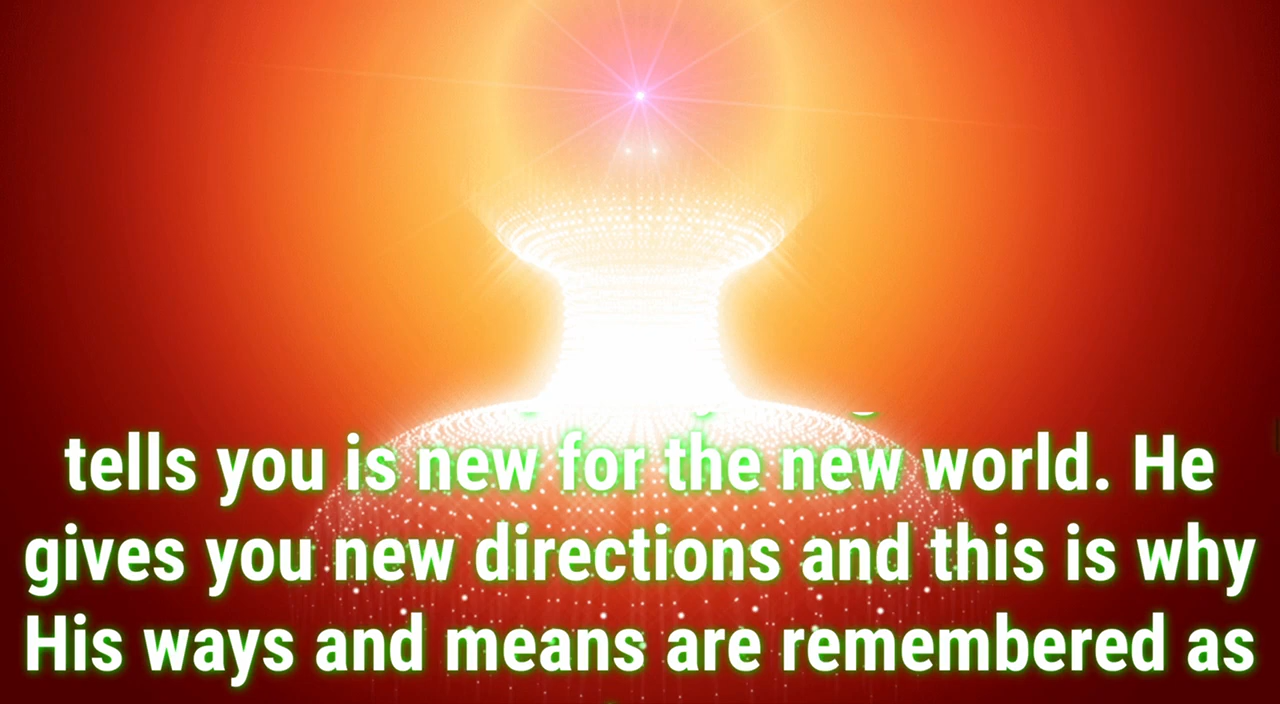 tells you is new for the new world. He
gives you new directions and this is why
His ways and means are remembered as